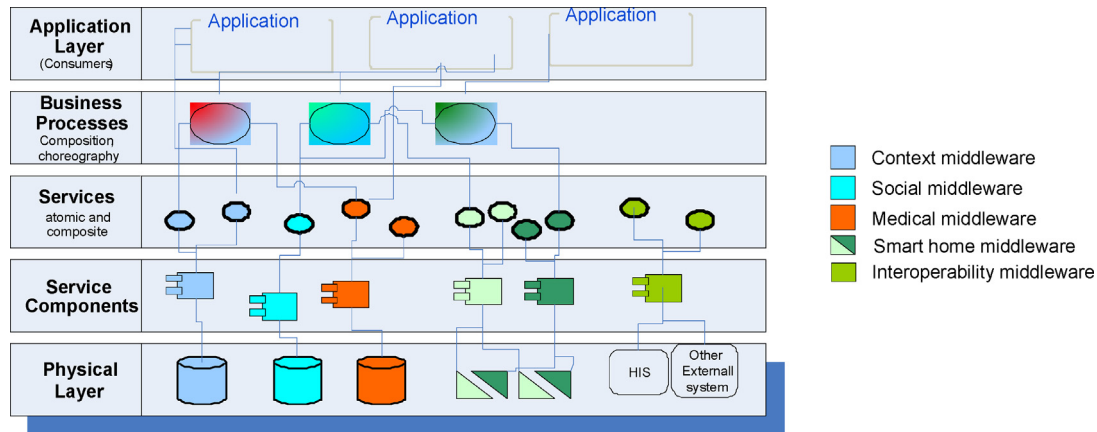 Application
Layer
(Consumers)
Application
Application
Application
Business
Processes
Composition
choreography
Services
atomic and
composite
Service
Components
Physical
Layer
HIS
Other
Externall
system
Context middleware
Social middleware
Medical middleware
Smart home middleware
Interoperability middleware